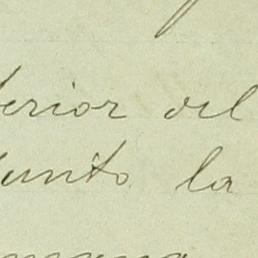 erior del
unto la